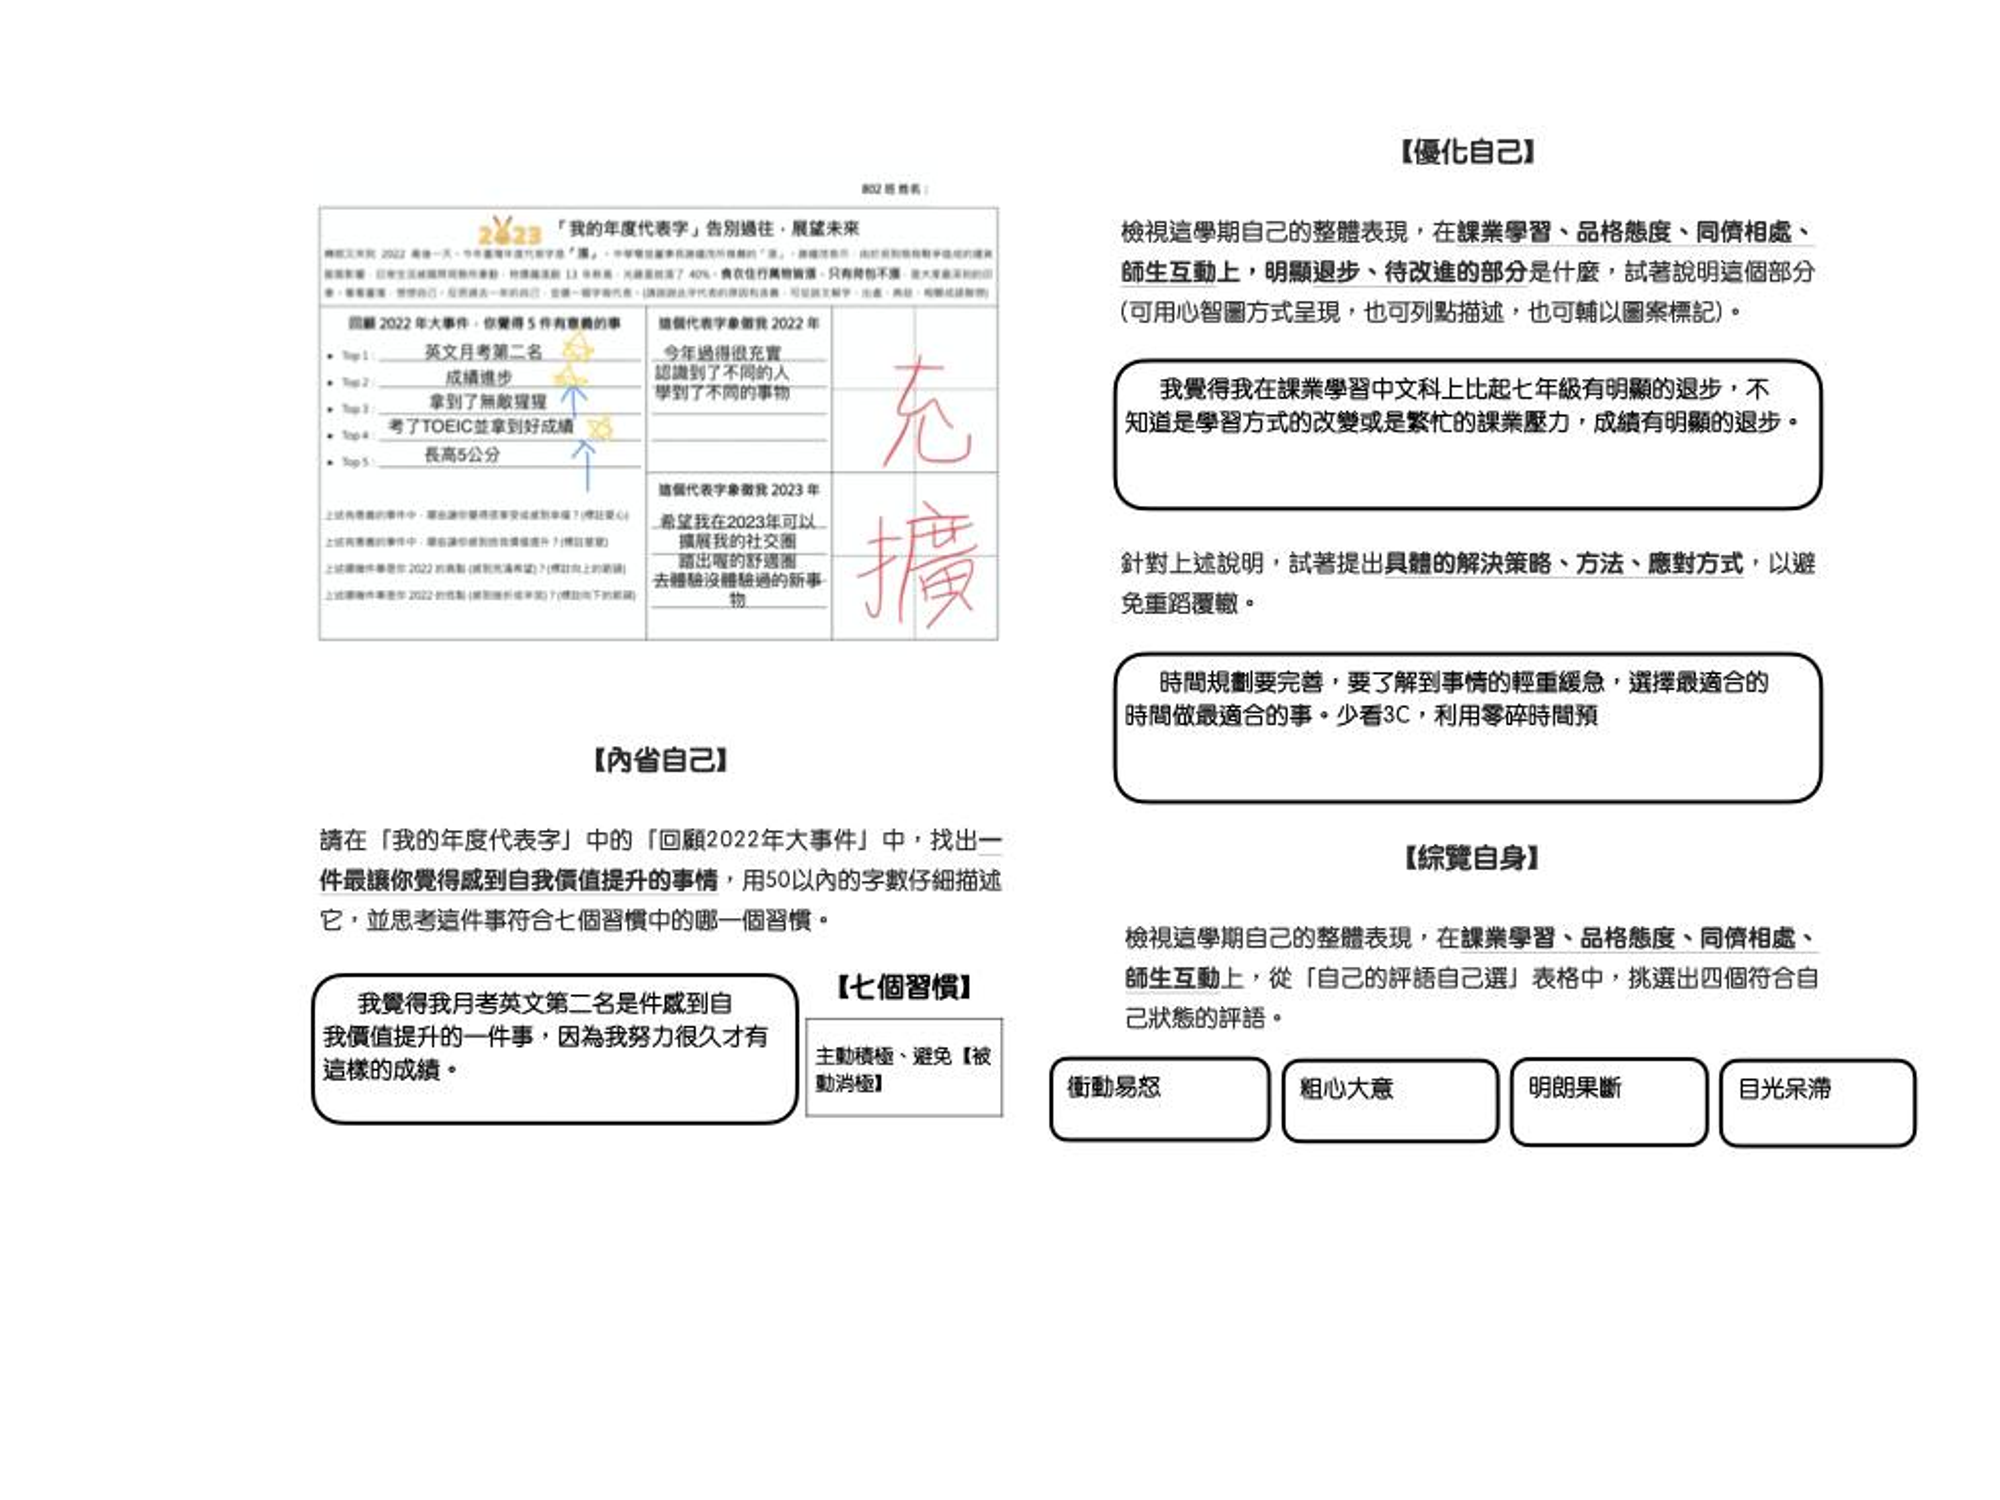 802 班 姓名：
2023 「我的年度代表字」告別過往，展望未來
食衣住行萬物皆漲，只有荷包不漲
回顧 2022 年大事件，你覺得 5 件有意義的事
Top 1： 英文月考第二名
Top 2： 成績進步
Top 3： 拿到了無敵猩猩
Top 4： 考了TOEIC並拿到好成績
Top 5： 長高5公分
這個代表字象徵我 2022 年
今年過得很充實
認識到了不同的人
學到了不同的事物
充
這個代表字象徵我 2023 年
希望我在2023年可以
擴展我的社交圈
踏出喔的舒適圈
去體驗沒體驗過的新事
物
擴
【內省自己】
請在「我的年度代表字」中的「回顧2022年大事件」中，找出一
件最讓你覺得感到自我價值提升的事情，用50以內的字數仔細描述
它，並思考這件事符合七個習慣中的哪一個習慣。
我覺得我月考英文第二名是件感到自
我價值提升的一件事，因為我努力很久才有
這樣的成績。
【七個習慣】
主動積極、避免【被
動消極】
【優化自己】
檢視這學期自己的整體表現，在課業學習、品格態度、同儕相處、
師生互動上，明顯退步、待改進的部分是什麼，試著說明這個部分
(可用心智圖方式呈現，也可列點描述，也可輔以圖案標記)。
我覺得我在課業學習中文科上比起七年級有明顯的退步，不
知道是學習方式的改變或是繁忙的課業壓力，成績有明顯的退步。
針對上述說明，試著提出具體的解決策略、方法、應對方式，以避
免重蹈覆轍。
時間規劃要完善，要了解到事情的輕重緩急，選擇最適合的
時間做最適合的事。少看3C，利用零碎時間預
【綜覽自身】
檢視這學期自己的整體表現，在課業學習、品格態度、同儕相處、
師生互動上，從「自己的評語自己選」表格中，挑選出四個符合自
己狀態的評語。
衝動易怒
粗心大意
明朗果斷
目光呆滯